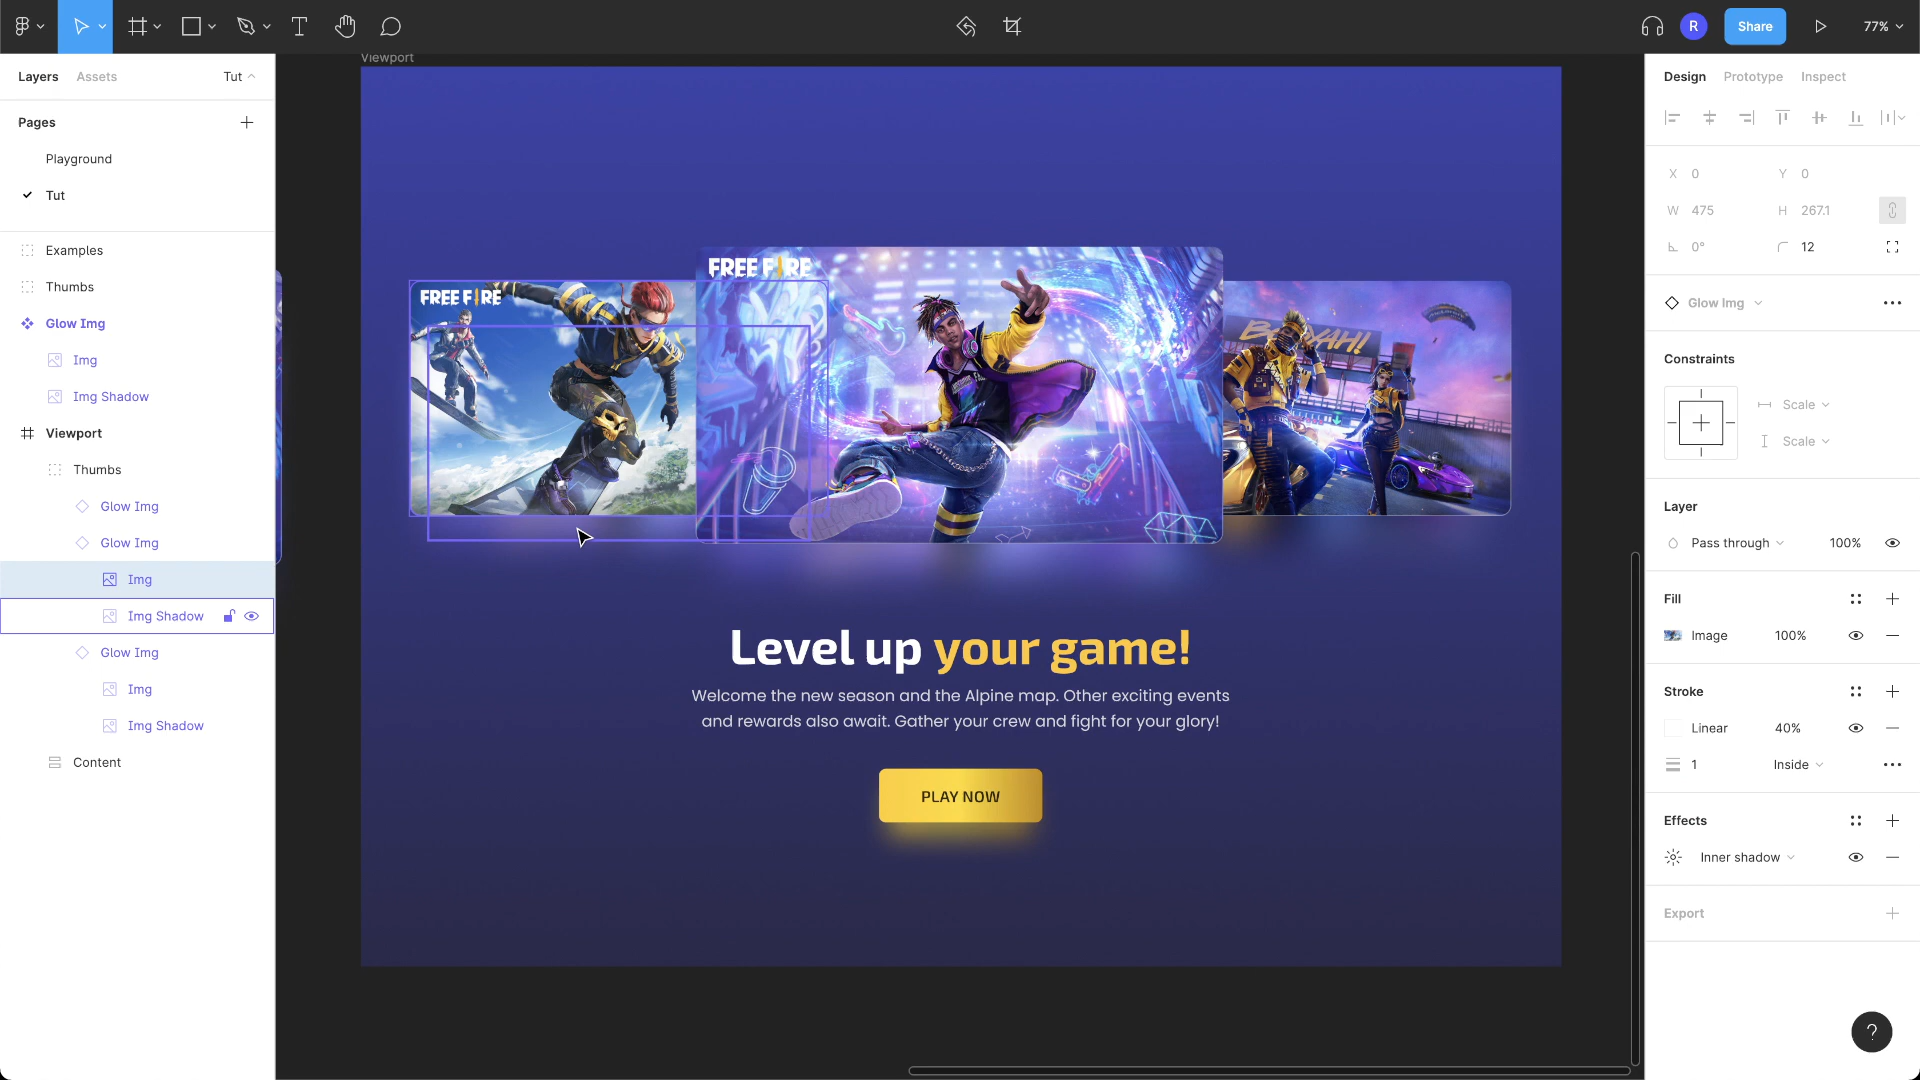 R
Share
77%
Layers
Assets
Tut
Pages
Playground
Tut
Examples
Thumbs
Glow Img
Img
Img Shadow
Viewport
Thumbs
Glow Img
Glow Img
Img
Img Shadow
Glow Img
Img
Img Shadow
Content
Viewport
FREE FIRE
FREE FIRE
BOOYAH!
Level up your game!
Welcome the new season and the Alpine map. Other exciting events
and rewards also await. Gather your crew and fight for your glory!
PLAY NOW
Design
Prototype
Inspect
X 0
Y 0
W 475
H 267.1
0°
12
Glow Img
Constraints
Scale
Scale
Layer
Pass through
100%
Fill
Image
100%
Stroke
Linear
40%
1
Inside
Effects
Inner shadow
Export
?